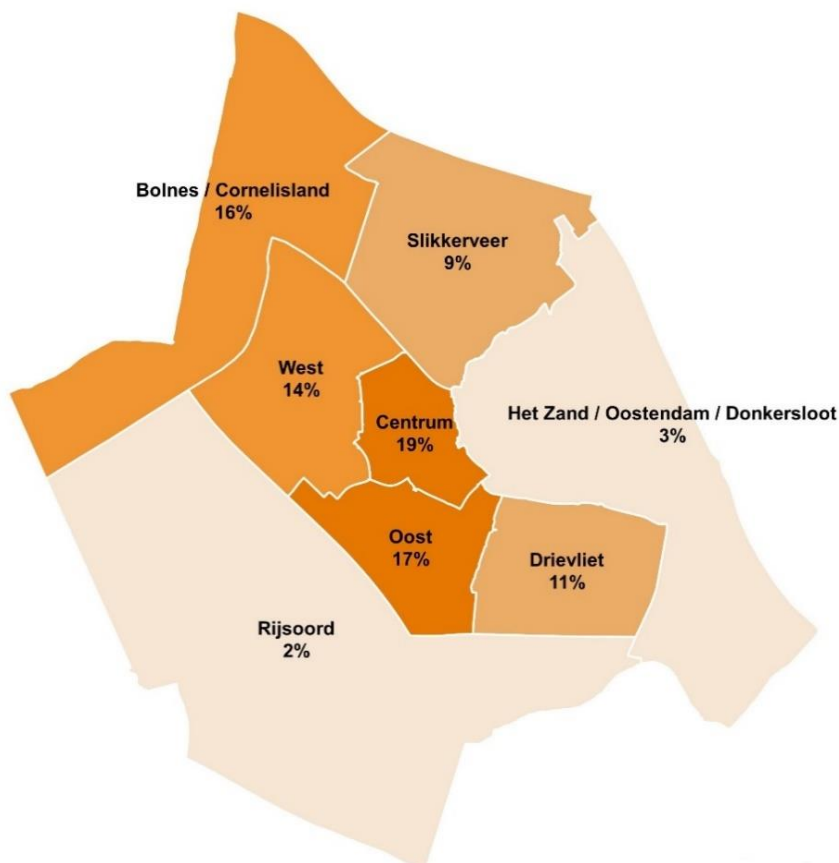 Bolnes / Cornelisland
16%
Slikkerveer
9%
West
14%
Centrum
19%
Het Zand / Oostendam / Donkersloot
3%
Oost
17%
Drievliet
11%
Rijsoord
2%